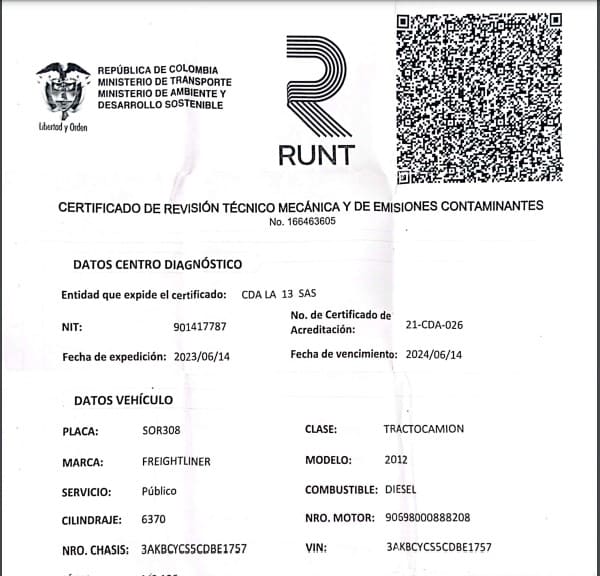 REPÚBLICA DE COLOMBIA
MINISTERIO DE TRANSPORTE
MINISTERIO DE AMBIENTE Y
DESARROLLO SOSTENIBLE
Libertad y Orden
RUNT
CERTIFICADO DE REVISIÓN TÉCNICO MECÁNICA Y DE EMISIONES CONTAMINANTES
No. 166463605
DATOS CENTRO DIAGNÓSTICO
Entidad que expide el certificado: CDA LA 13 SAS
NIT: 901417787 No. de Certificado de Acreditación: 21-CDA-026
Fecha de expedición: 2023/06/14 Fecha de vencimiento: 2024/06/14
DATOS VEHÍCULO
PLACA: SOR308 CLASE: TRACTOCAMION
MARCA: FREIGHTLINER MODELO: 2012
SERVICIO: Público COMBUSTIBLE: DIESEL
CILINDRAJE: 6370 NRO. MOTOR: 90698000888208
NRO. CHASIS: 3AKBCYCS5CDBE1757 VIN: 3AKBCYCS5CDBE1757